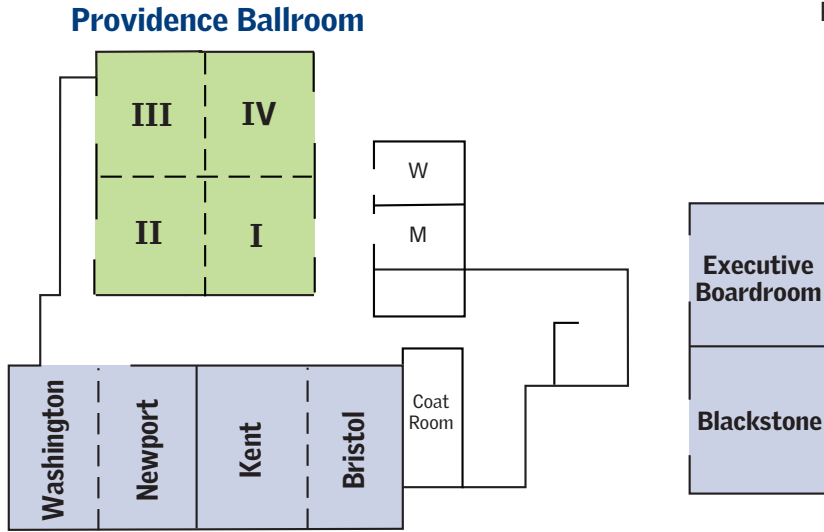 Providence Ballroom
III
IV
II
I
W
M
Executive
Boardroom
Blackstone
Coat
Room
Washington
Newport
Kent
Bristol